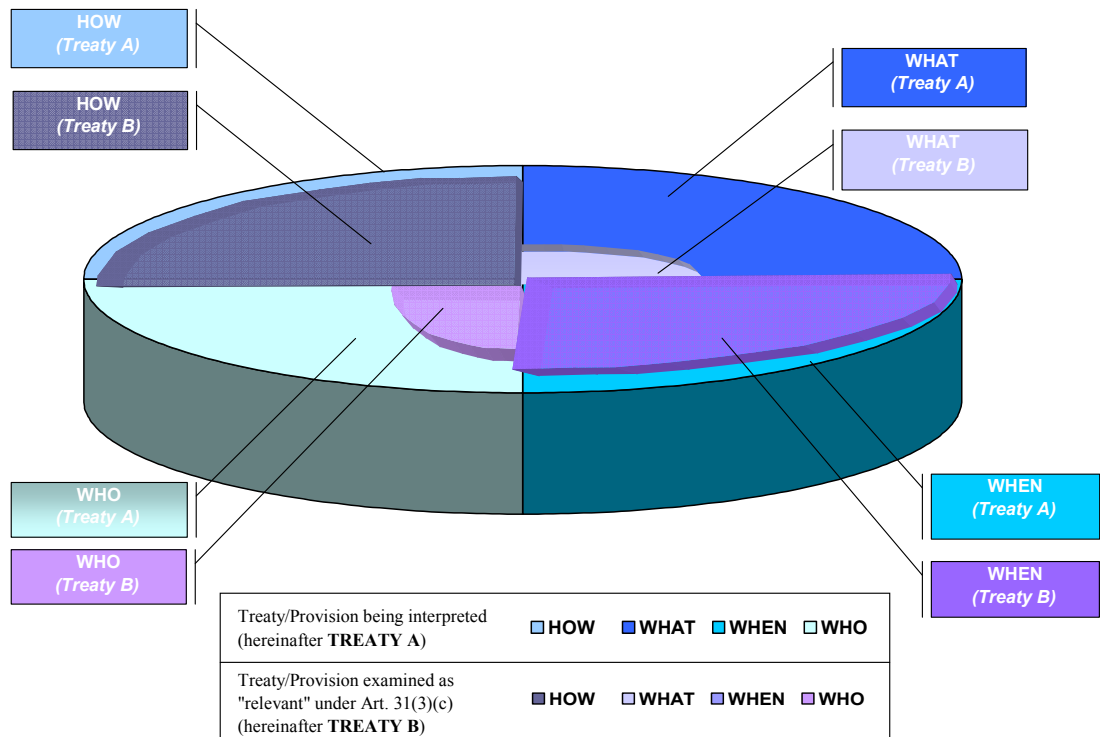 HOW
(Treaty A)
HOW
(Treaty B)
WHAT
(Treaty A)
WHAT
(Treaty B)
WHO
(Treaty A)
WHO
(Treaty B)
WHEN
(Treaty A)
WHEN
(Treaty B)
Treaty/Provision being interpreted
(hereinafter TREATY A)
HOW WHAT WHEN WHO
Treaty/Provision examined as
"relevant" under Art. 31(3)(c)
(hereinafter TREATY B)
HOW WHAT WHEN WHO